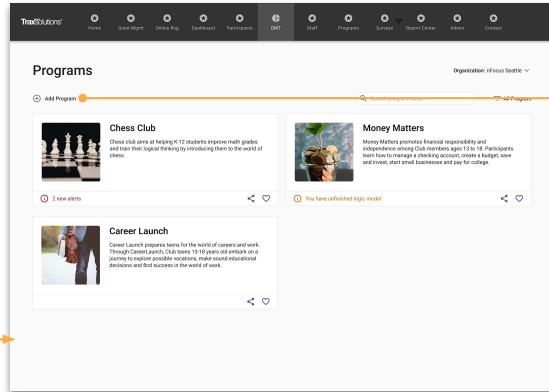 TraxSolutions
Home
Grant Mgmt
Online Reg
Dashboard
Participants
OMT
Staff
Programs
Surveys
Report Center
Admin
Contact
Programs
Organization: nFocus Seattle
Add Program
Search program name
All Program
Chess Club
Chess club aims at helping K-12 students improve math grades
and train their logical thinking by introducing them to the world of
chess.
2 new alerts
Money Matters
Money Matters promotes financial responsibility and
independence among Club members ages 13 to 18. Participants
learn how to manage a checking account, create a budget, save
and invest, start small businesses and pay for college.
You have unfinished logic model
Career Launch
Career Launch prepares teens for the world of careers and work.
Through CareerLaunch, Club teens 13-18 years old embark on a
journey to explore possible vocations, make sound educational
decisions and find success in the world of work.